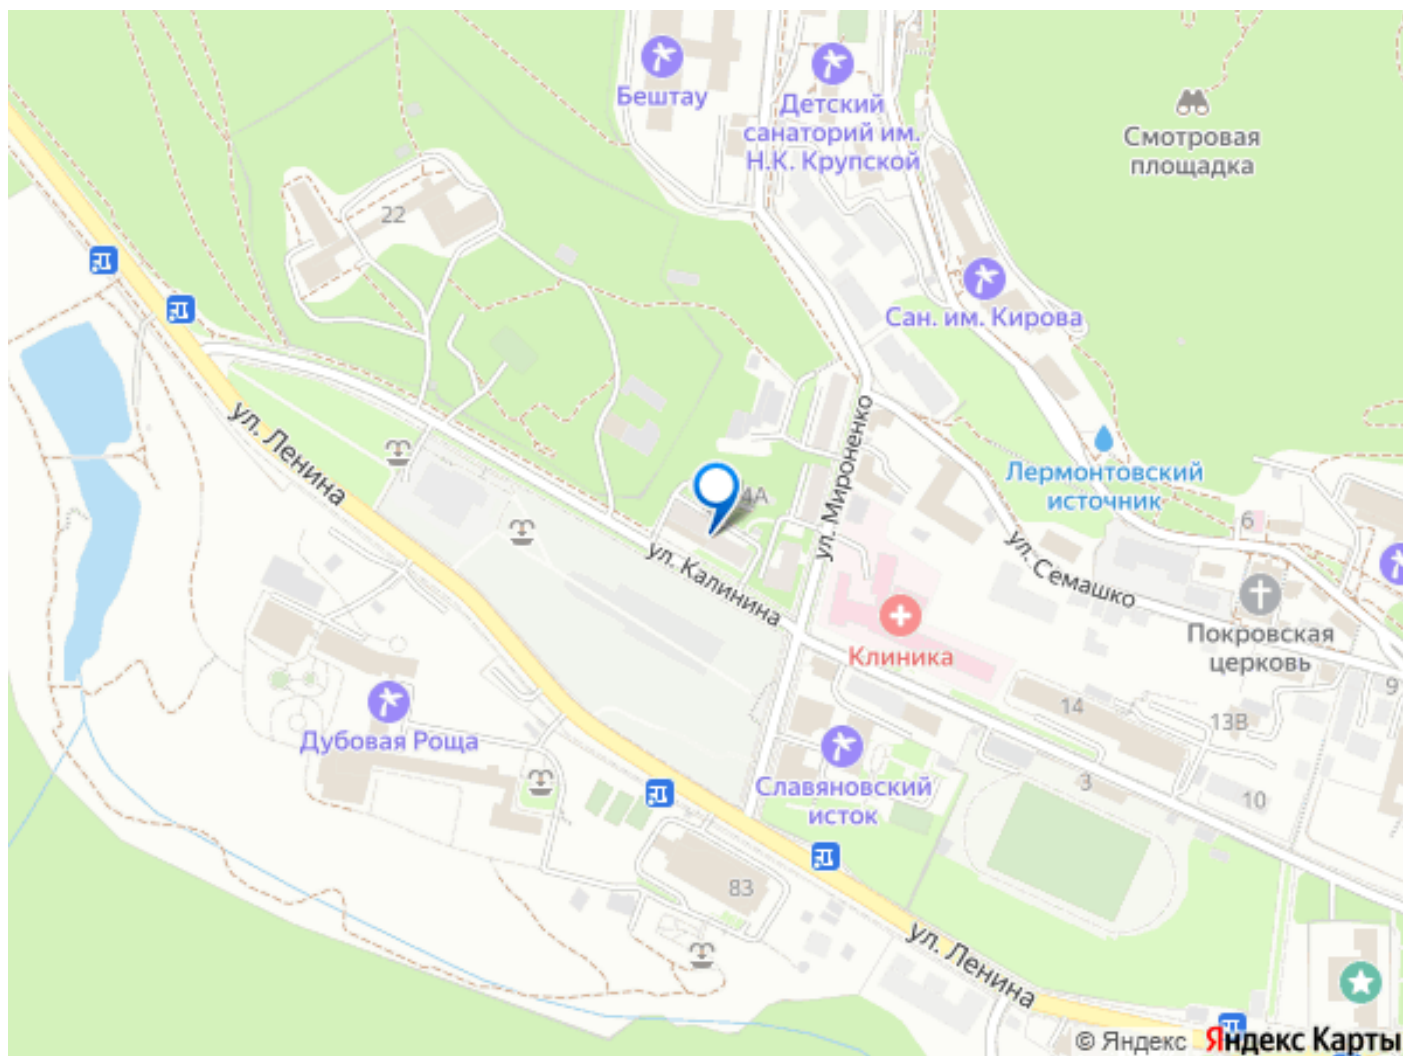 Бештау
Детский
санаторий им.
Н.К. Крупской
Смотровая
площадка
22
Сан. им. Кирова
ул. Ленина
ул. Мироненко
Лермонтовский
источник
4А
6
ул. Калинина
ул. Семашко
Покровская
церковь
Клиника
9
14
13В
Дубовая Роща
Славяновский
исток
3
10
83
ул. Ленина
© Яндекс Яндекс Карты